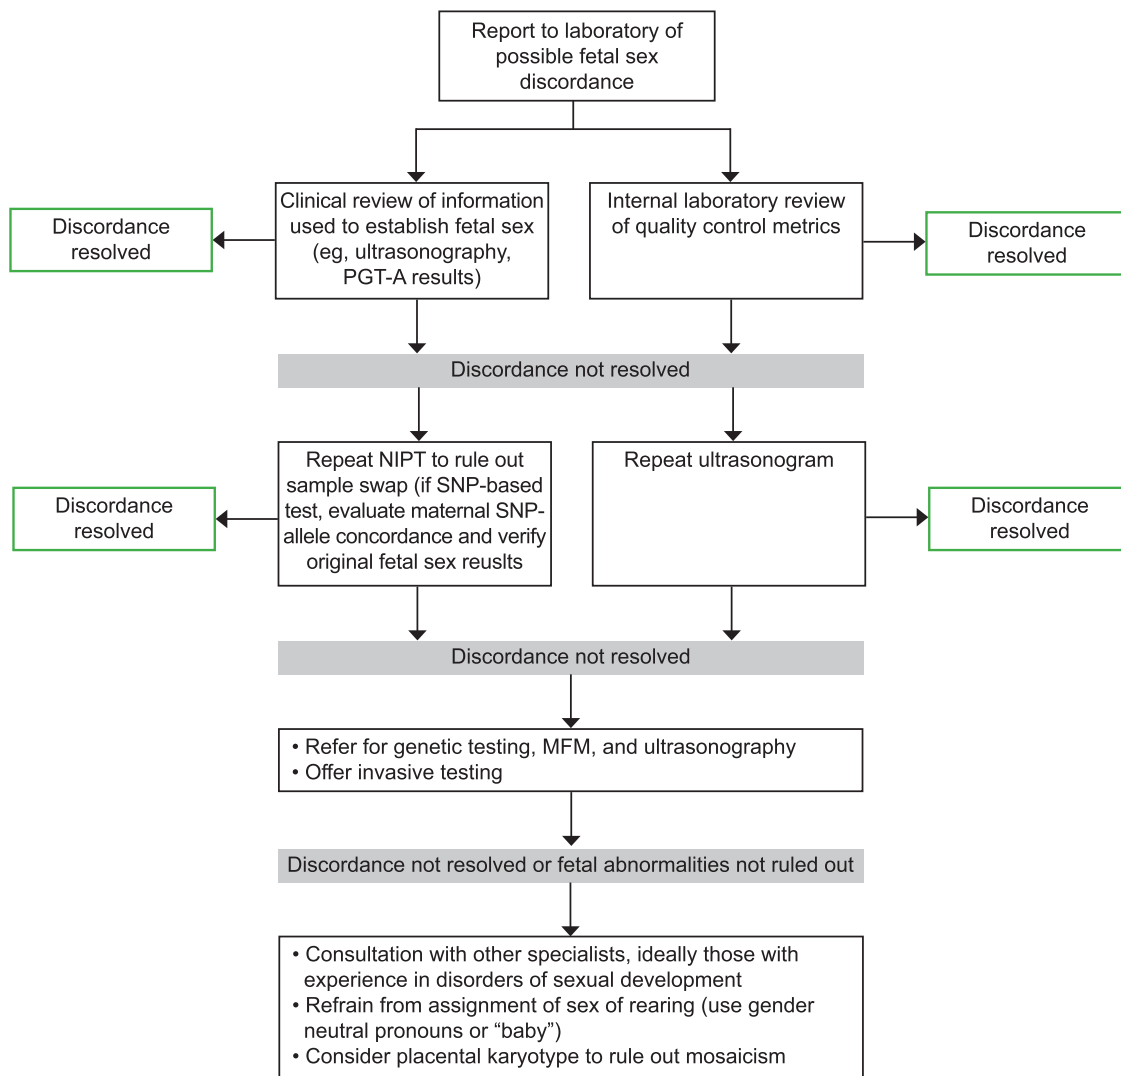 Report to laboratory of
possible fetal sex
discordance
Clinical review of information
used to establish fetal sex
(eg, ultrasonography,
PGT-A results)
Internal laboratory review
of quality control metrics
Discordance
resolved
Discordance
resolved
Discordance not resolved
Repeat NIPT to rule out
sample swap (if SNP-based
test, evaluate maternal SNP-
allele concordance and verify
original fetal sex reuslts
Repeat ultrasonogram
Discordance
resolved
Discordance
resolved
Discordance not resolved
• Refer for genetic testing, MFM, and ultrasonography
• Offer invasive testing
Discordance not resolved or fetal abnormalities not ruled out
• Consultation with other specialists, ideally those with
experience in disorders of sexual development
• Refrain from assignment of sex of rearing (use gender
neutral pronouns or “baby”)
• Consider placental karyotype to rule out mosaicism